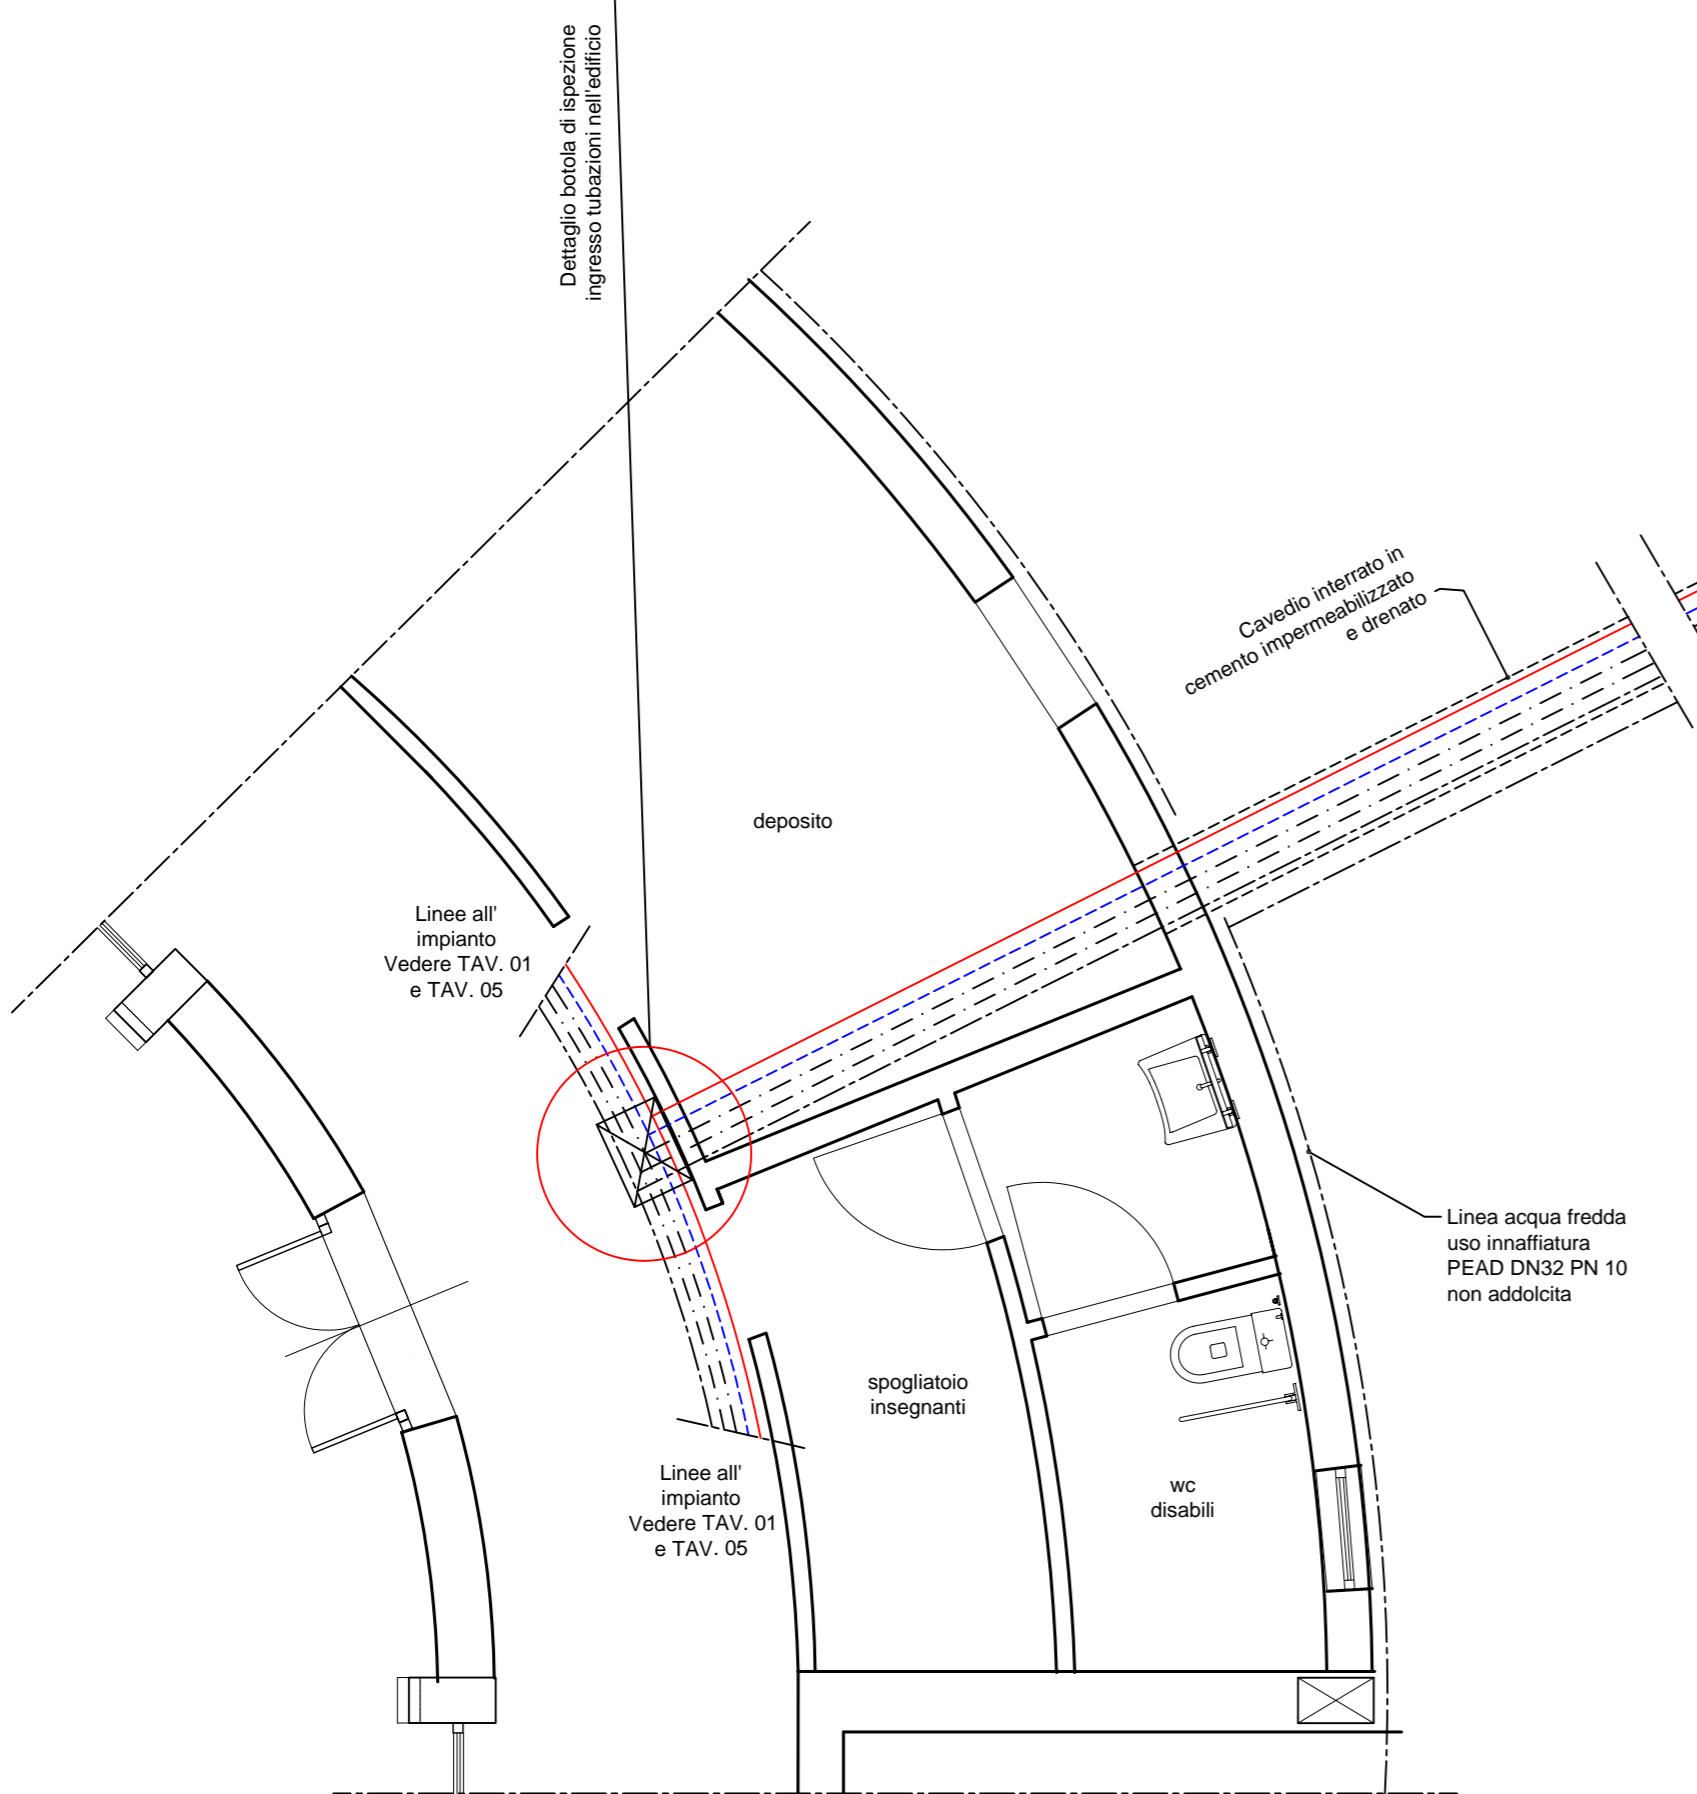 Dettaglio botola di ispezione
ingresso tubazioni nell'edificio
Cavedio interrato in
cemento impermeabilizzato
e drenato
deposito
Linee all'
impianto
Vedere TAV. 01
e TAV. 05
Linea acqua fredda
uso innaffiatura
PEAD DN32 PN 10
non addolcita
spogliatoio
insegnanti
Linee all'
impianto
Vedere TAV. 01
e TAV. 05
wc
disabili